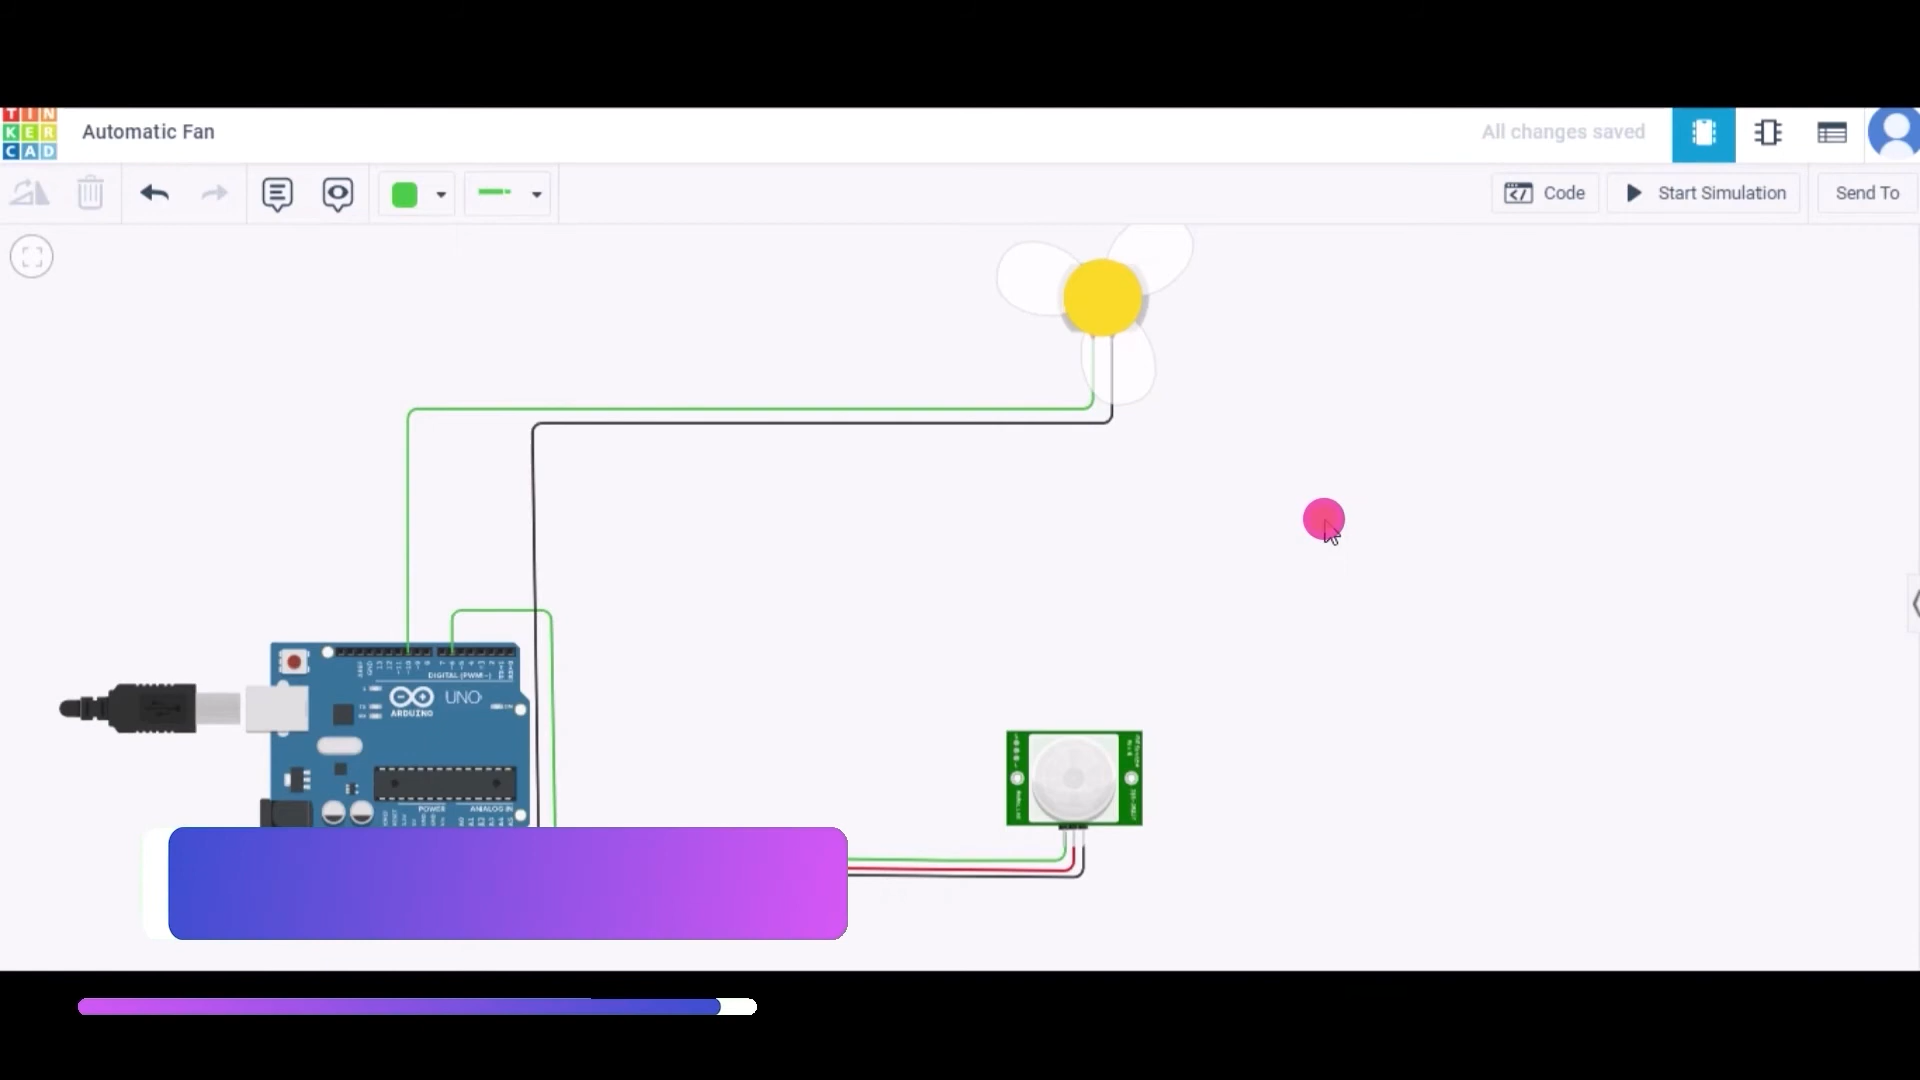 TIN
KER
CAD
Automatic Fan
All changes saved
Code
Start Simulation
Send To
DIGITAL (PWM~)
UNO
ARDUINO
POWER
ANALOG IN